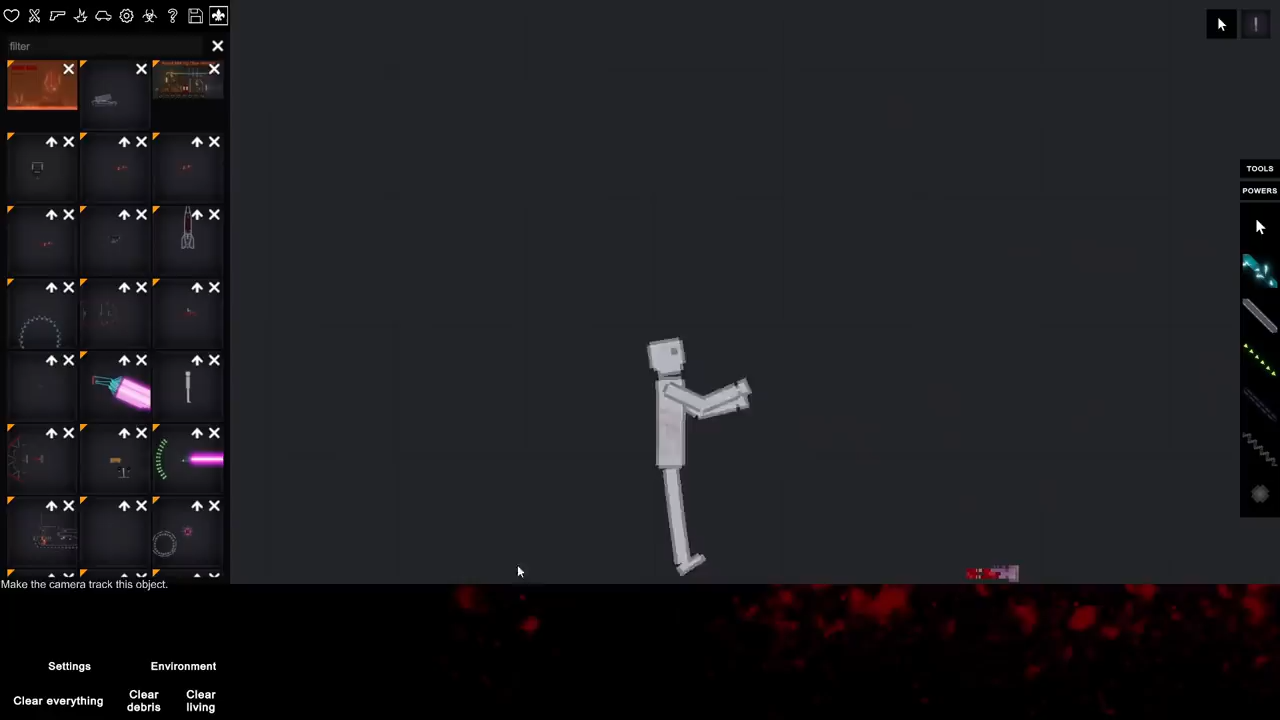 filter
TOOLS
POWERS
Make the camera track this object.
Settings
Environment
Clear everything
Clear
debris
Clear
living